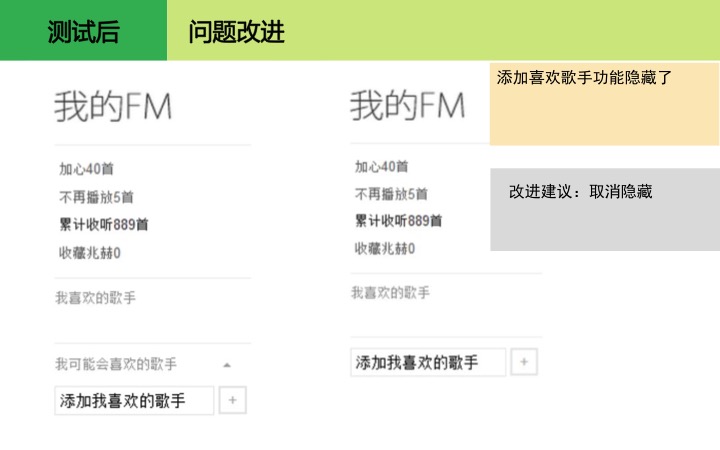 测试后
问题改进
我的FM
加心40首
不再播放5首
累计收听889首
收藏兆赫0
我喜欢的歌手
我可能会喜欢的歌手
添加我喜欢的歌手
+
我的FM
加心40首
不再播放5首
累计收听889首
收藏兆赫0
我喜欢的歌手
添加我喜欢的歌手
+
添加喜欢歌手功能隐藏了
改进建议：取消隐藏